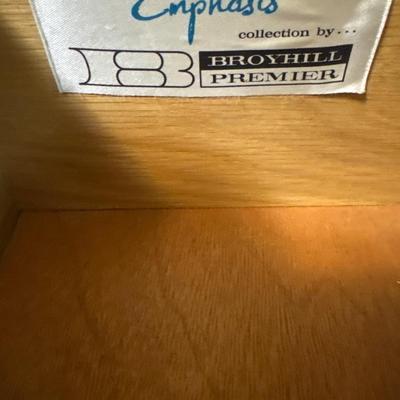 Emphasis
collection by...
B
BROYHILL
PREMIER